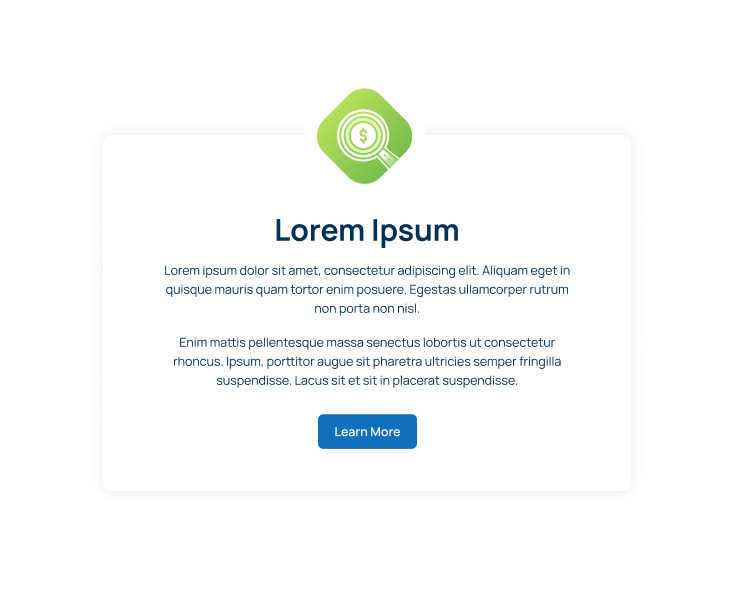 $
Lorem Ipsum
Lorem ipsum dolor sit amet, consectetur adipiscing elit. Aliquam eget in
quisque mauris quam tortor enim posuere. Egestas ullamcorper rutrum
non porta non nisl.
Enim mattis pellentesque massa senectus lobortis ut consectetur
rhoncus. Ipsum, porttitor augue sit pharetra ultricies semper fringilla
suspendisse. Lacus sit et sit in placerat suspendisse.
Learn More